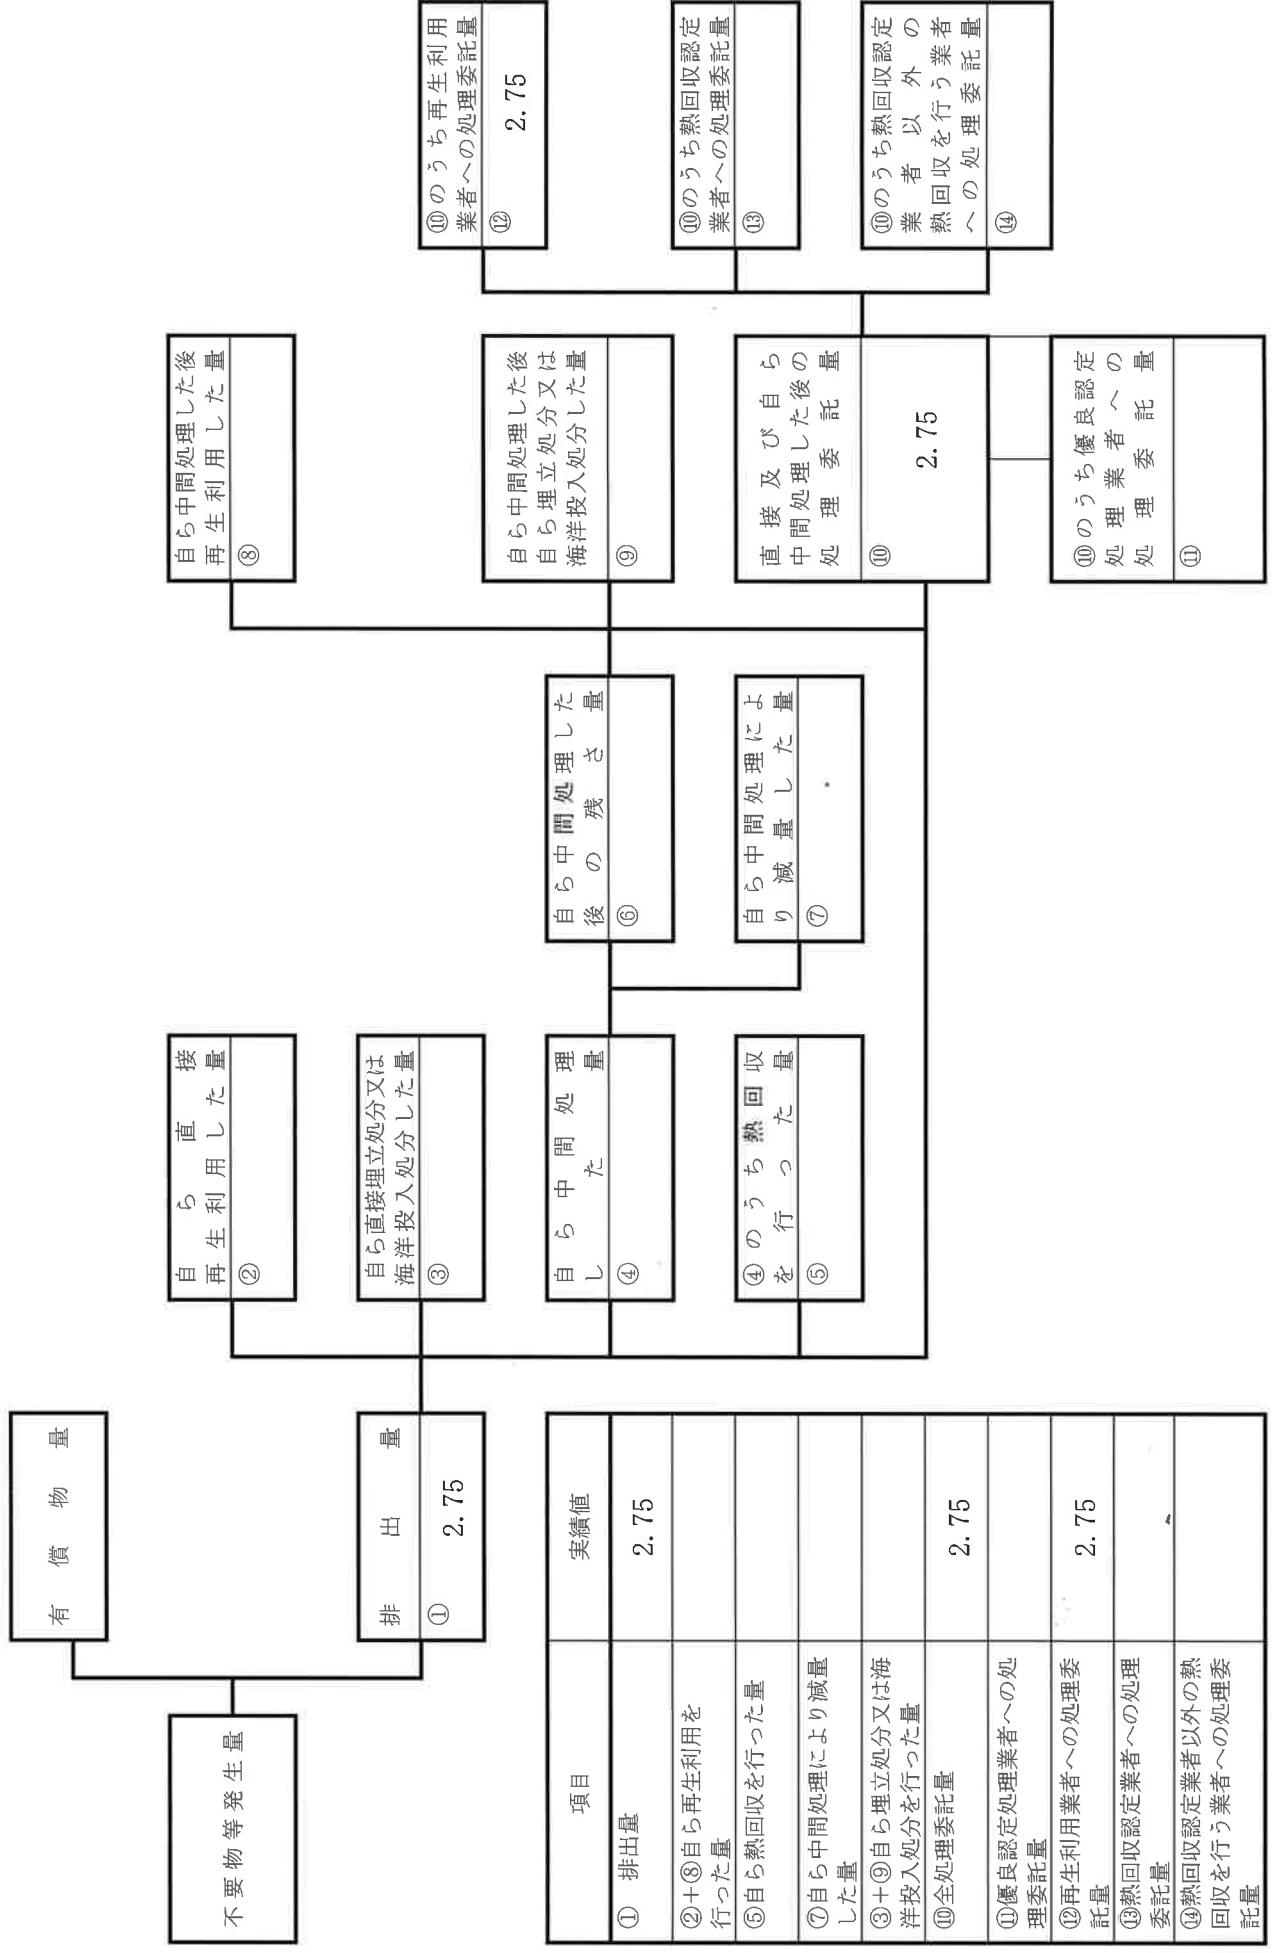 不要物等発生量
有償物量
排出量
①
2.75
自ら直接
再生利用した量
②
自ら直接埋立処分又は
海洋投入処分した量
③
自ら中間処理
した量
④
④のうち熱回収
を行った量
⑤
自ら中間処理した
後の残さ量
⑥
自ら中間処理によ
り減量した量
⑦
自ら中間処理した後
再生利用した量
⑧
自ら中間処理した後
自ら埋立処分又は
海洋投入処分した量
⑨
直接及び自ら
中間処理した後の
処理委託量
⑩
2.75
⑩のうち優良認定
処理業者への
処理委託量
⑪
⑩のうち再生利用
業者への処理委託量
⑫
2.75
⑩のうち熱回収認定
業者への処理委託量
⑬
⑩のうち熱回収認定
業者以外の
熱回収を行う業者
への処理委託量
⑭
項目 実績値
① 排出量 2.75
②+⑧自ら再生利用を
行った量
⑤自ら熱回収を行った量
⑦自ら中間処理により減量
した量
③+⑨自ら埋立処分又は海
洋投入処分を行った量
⑩全処理委託量 2.75
⑪優良認定処理業者への処
理委託量
⑫再生利用業者への処理委
託量 2.75
⑬熱回収認定業者への処理
委託量
⑭熱回収認定業者以外の熱
回収を行う業者への処理委
託量